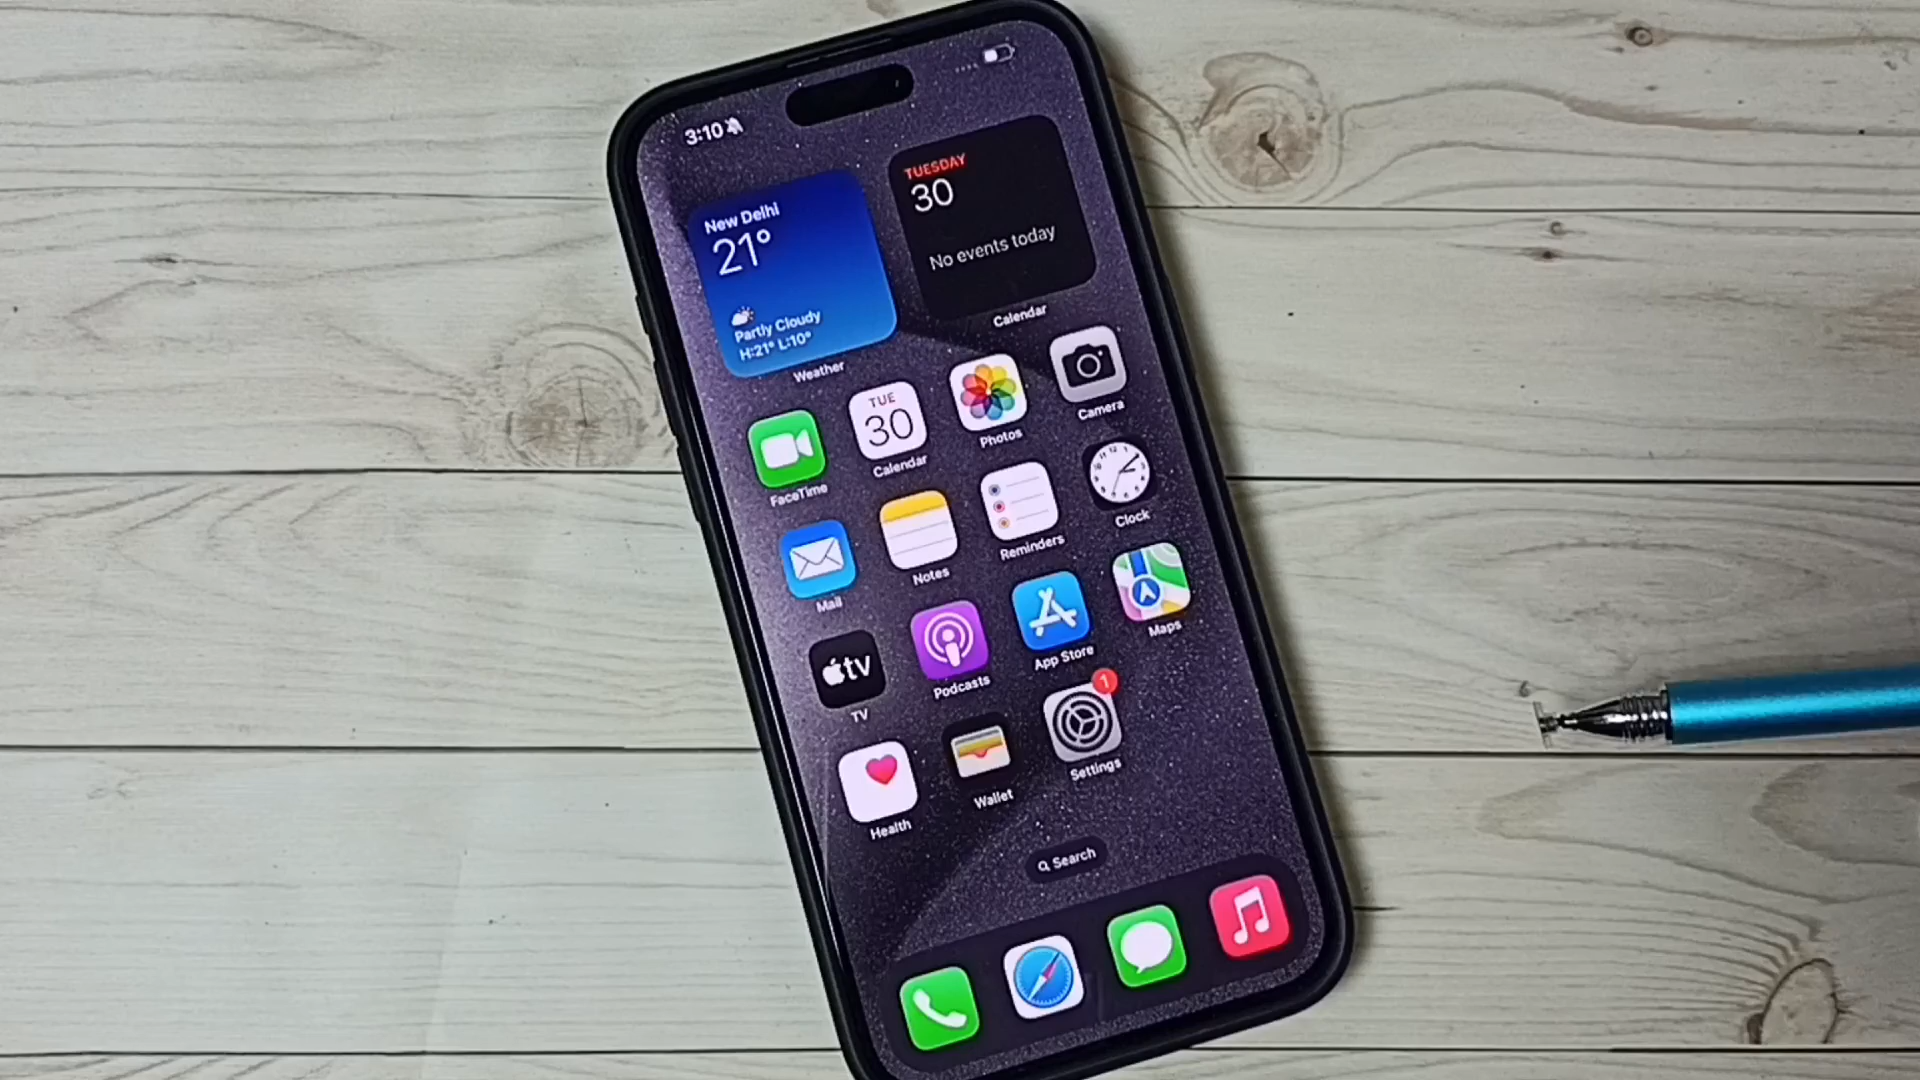 3:10
New Delhi
21°
Partly Cloudy
H:21° L:10°
Weather
TUESDAY
30
No events today
Calendar
FaceTime
TUE
30
Calendar
Photos
Camera
Mail
Notes
Reminders
Clock
tv
TV
Podcasts
App Store
Maps
Health
Wallet
1
Settings
Search